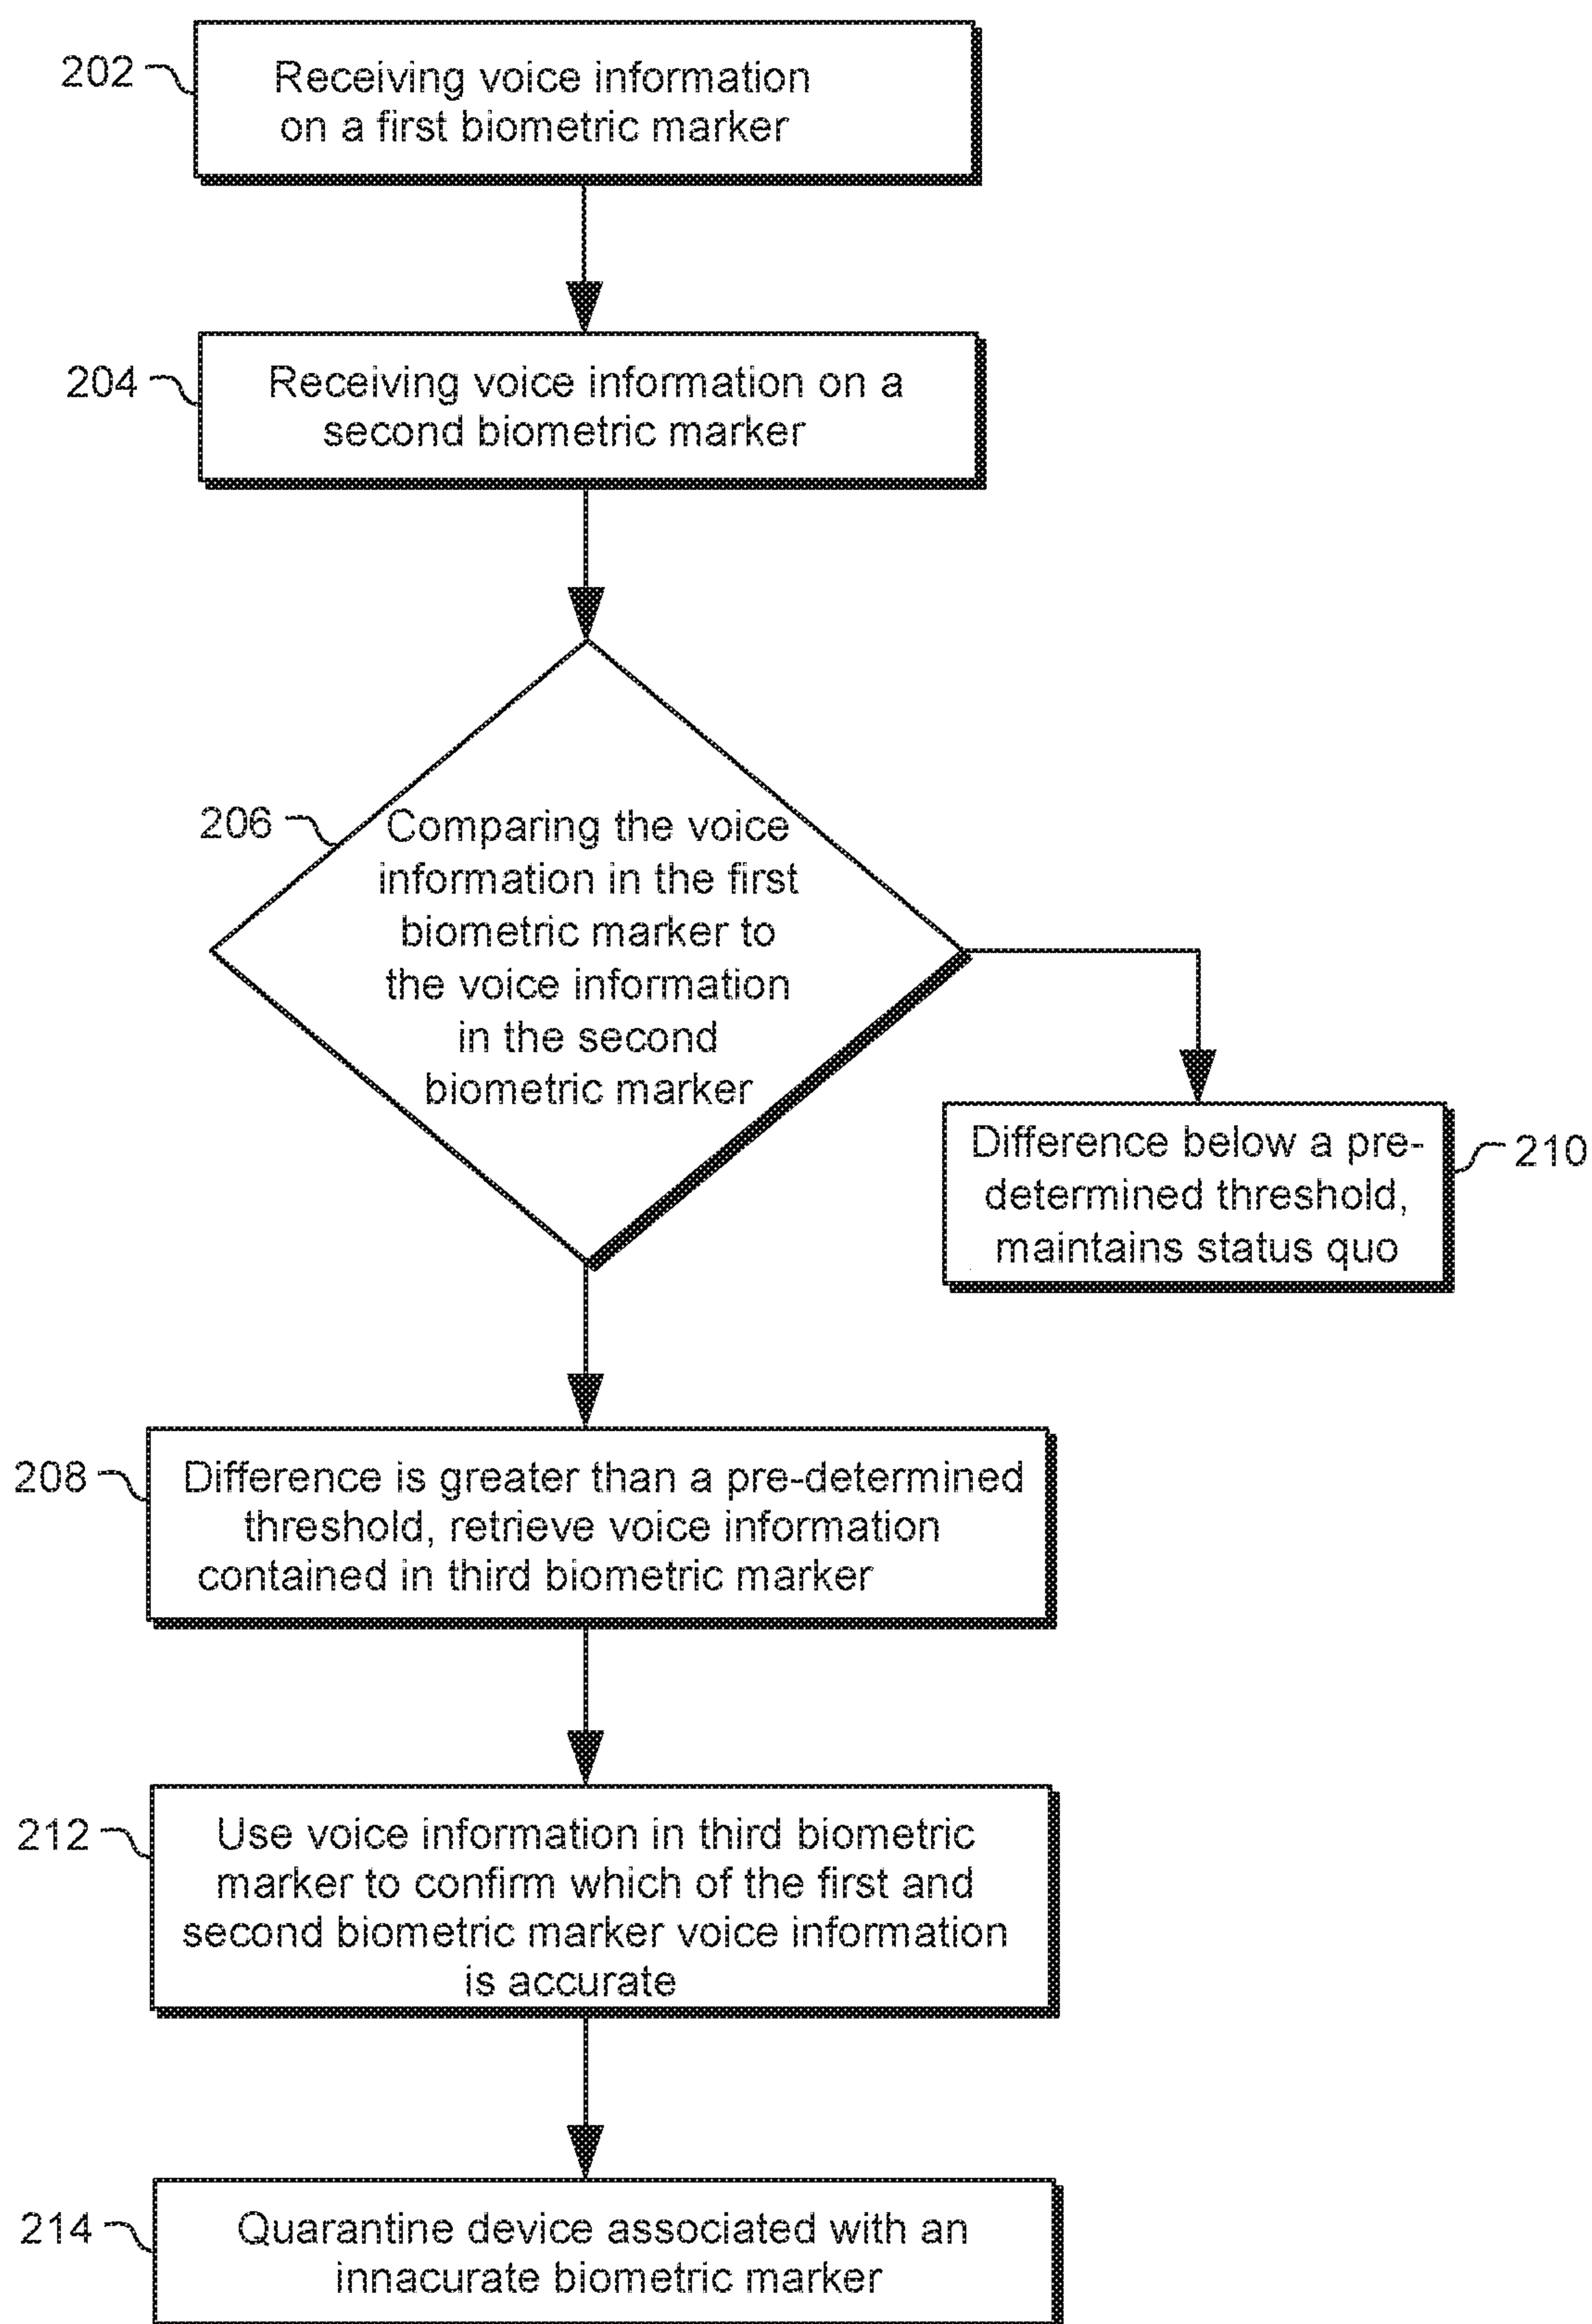 202
Receiving voice information
on a first biometric marker
204
Receiving voice information on a
second biometric marker
206
Comparing the voice
information in the first
biometric marker to
the voice information
in the second
biometric marker
Difference below a pre-
determined threshold,
maintains status quo
210
208
Difference is greater than a pre-determined
threshold, retrieve voice information
contained in third biometric marker
212
Use voice information in third biometric
marker to confirm which of the first and
second biometric marker voice information
is accurate
214
Quarantine device associated with an
innacurate biometric marker